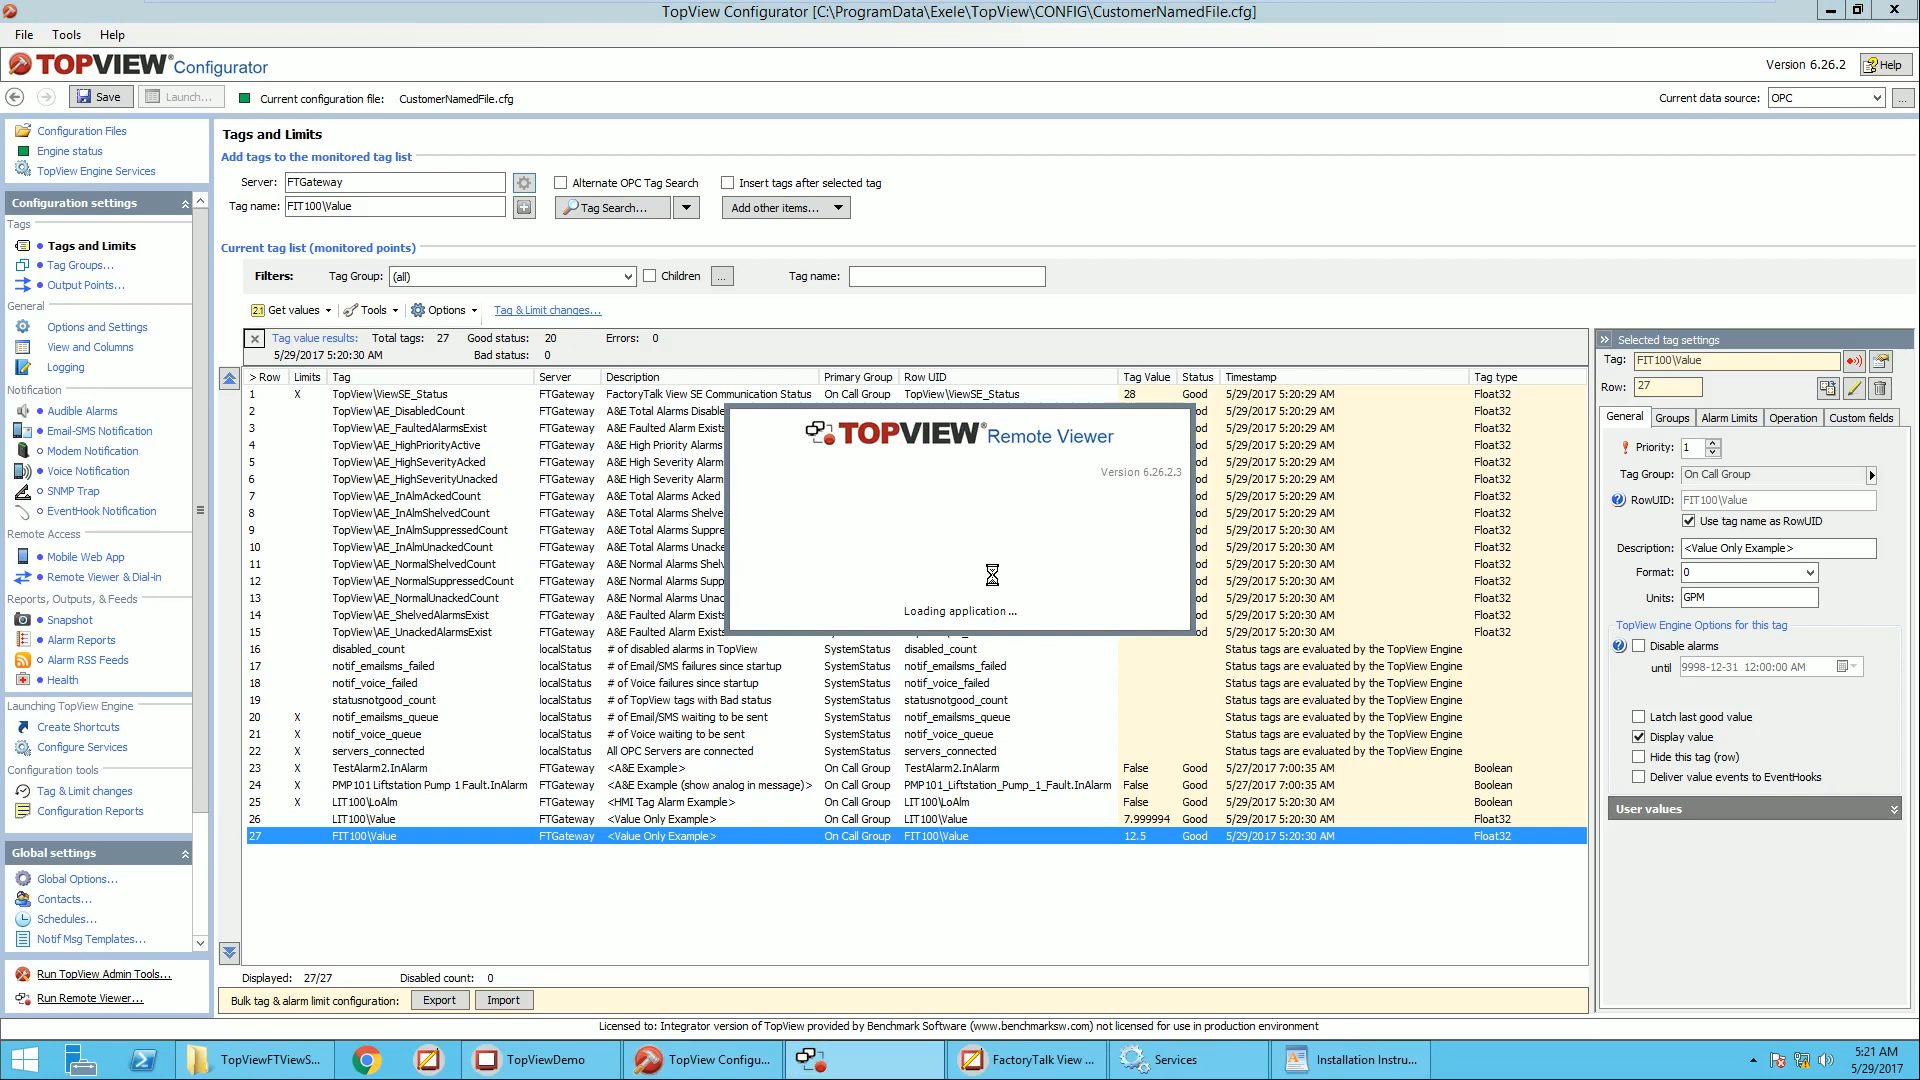 TopView Configurator [C:\ProgramData\Exele\TopView\CONFIG\CustomerNamedFile.cfg]
File Tools Help
TOPVIEW® Configurator Version 6.26.2 Help
Save Launch... Current configuration file: CustomerNamedFile.cfg Current data source: OPC ...
Configuration Files
Engine status
TopView Engine Services
Configuration settings
Tags
Tags and Limits
Tag Groups...
Output Points...
General
Options and Settings
View and Columns
Logging
Notification
Audible Alarms
Email-SMS Notification
Modem Notification
Voice Notification
SNMP Trap
EventHook Notification
Remote Access
Mobile Web App
Remote Viewer & Dial-in
Reports, Outputs, & Feeds
Snapshot
Alarm Reports
Alarm RSS Feeds
Health
Launching TopView Engine
Create Shortcuts
Configure Services
Configuration tools
Tag & Limit changes
Configuration Reports
Global settings
Global Options...
Contacts...
Schedules...
Notif Msg Templates...
Run TopView Admin Tools...
Run Remote Viewer...
Tags and Limits
Add tags to the monitored tag list
Server: FTGateway Alternate OPC Tag Search Insert tags after selected tag
Tag name: FIT100\Value Tag Search... Add other items...
Current tag list (monitored points)
Filters: Tag Group: (all) Children ... Tag name:
2.1 Get values Tools Options Tag & Limit changes...
Tag value results: Total tags: 27 Good status: 20 Errors: 0
5/29/2017 5:20:30 AM Bad status: 0
> Row Limits Tag Server Description Primary Group Row UID Tag Value Status Timestamp Tag type
1 X TopView\ViewSE_Status FTGateway FactoryTalk View SE Communication Status On Call Group TopView\ViewSE_Status 28 Good 5/29/2017 5:20:29 AM Float32
2 TopView\AE_DisabledCount FTGateway A&E Total Alarms Disable od 5/29/2017 5:20:29 AM Float32
3 TopView\AE_FaultedAlarmsExist FTGateway A&E Faulted Alarm Exists od 5/29/2017 5:20:29 AM Float32
4 TopView\AE_HighPriorityActive FTGateway A&E High Priority Alarms od 5/29/2017 5:20:29 AM Float32
5 TopView\AE_HighSeverityAcked FTGateway A&E High Severity Alarm od 5/29/2017 5:20:29 AM Float32
6 TopView\AE_HighSeverityUnacked FTGateway A&E High Severity Alarm od 5/29/2017 5:20:29 AM Float32
7 TopView\AE_InAlmAckedCount FTGateway A&E Total Alarms Acked od 5/29/2017 5:20:29 AM Float32
8 TopView\AE_InAlmShelvedCount FTGateway A&E Total Alarms Shelve od 5/29/2017 5:20:29 AM Float32
9 TopView\AE_InAlmSuppressedCount FTGateway A&E Total Alarms Suppre od 5/29/2017 5:20:30 AM Float32
10 TopView\AE_InAlmUnackedCount FTGateway A&E Total Alarms Unacke od 5/29/2017 5:20:30 AM Float32
11 TopView\AE_NormalShelvedCount FTGateway A&E Normal Alarms Shelv od 5/29/2017 5:20:30 AM Float32
12 TopView\AE_NormalSuppressedCount FTGateway A&E Normal Alarms Supp od 5/29/2017 5:20:30 AM Float32
13 TopView\AE_NormalUnackedCount FTGateway A&E Normal Alarms Unac od 5/29/2017 5:20:30 AM Float32
14 TopView\AE_ShelvedAlarmsExist FTGateway A&E Faulted Alarm Exists od 5/29/2017 5:20:30 AM Float32
15 TopView\AE_UnackedAlarmsExist FTGateway A&E Faulted Alarm Exists od 5/29/2017 5:20:30 AM Float32
16 disabled_count localStatus # of disabled alarms in TopView SystemStatus disabled_count Status tags are evaluated by the TopView Engine
17 notif_emailsms_failed localStatus # of Email/SMS failures since startup SystemStatus notif_emailsms_failed Status tags are evaluated by the TopView Engine
18 notif_voice_failed localStatus # of Voice failures since startup SystemStatus notif_voice_failed Status tags are evaluated by the TopView Engine
19 statusnotgood_count localStatus # of TopView tags with Bad status SystemStatus statusnotgood_count Status tags are evaluated by the TopView Engine
20 X notif_emailsms_queue localStatus # of Email/SMS waiting to be sent SystemStatus notif_emailsms_queue Status tags are evaluated by the TopView Engine
21 X notif_voice_queue localStatus # of Voice waiting to be sent SystemStatus notif_voice_queue Status tags are evaluated by the TopView Engine
22 X servers_connected localStatus All OPC Servers are connected SystemStatus servers_connected Status tags are evaluated by the TopView Engine
23 X TestAlarm2.InAlarm FTGateway <A&E Example> On Call Group TestAlarm2.InAlarm False Good 5/27/2017 7:00:35 AM Boolean
24 X PMP101 Liftstation Pump 1 Fault.InAlarm FTGateway <A&E Example (show analog in message)> On Call Group PMP101_Liftstation_Pump_1_Fault.InAlarm False Good 5/27/2017 7:00:35 AM Boolean
25 X LIT100\LoAlm FTGateway <HMI Tag Alarm Example> On Call Group LIT100\LoAlm False Good 5/29/2017 5:20:30 AM Boolean
26 LIT100\Value FTGateway <Value Only Example> On Call Group LIT100\Value 7.999994 Good 5/29/2017 5:20:30 AM Float32
27 FIT100\Value FTGateway <Value Only Example> On Call Group FIT100\Value 12.5 Good 5/29/2017 5:20:30 AM Float32
TOPVIEW® Remote Viewer
Version 6.26.2.3
Loading application ...
Displayed: 27/27 Disabled count: 0
Bulk tag & alarm limit configuration: Export Import
Selected tag settings
Tag: FIT100\Value
Row: 27
General Groups Alarm Limits Operation Custom fields
Priority: 1
Tag Group: On Call Group
RowUID: FIT100\Value
Use tag name as RowUID
Description: <Value Only Example>
Format: 0
Units: GPM
TopView Engine Options for this tag
Disable alarms
until 9998-12-31 12:00:00 AM
Latch last good value
Display value
Hide this tag (row)
Deliver value events to EventHooks
User values
Licensed to: Integrator version of TopView provided by Benchmark Software (www.benchmarksw.com) not licensed for use in production environment
TopViewFTViewS... TopViewDemo TopView Configu... FactoryTalk View ... Services Installation Instru... 5:21 AM
5/29/2017